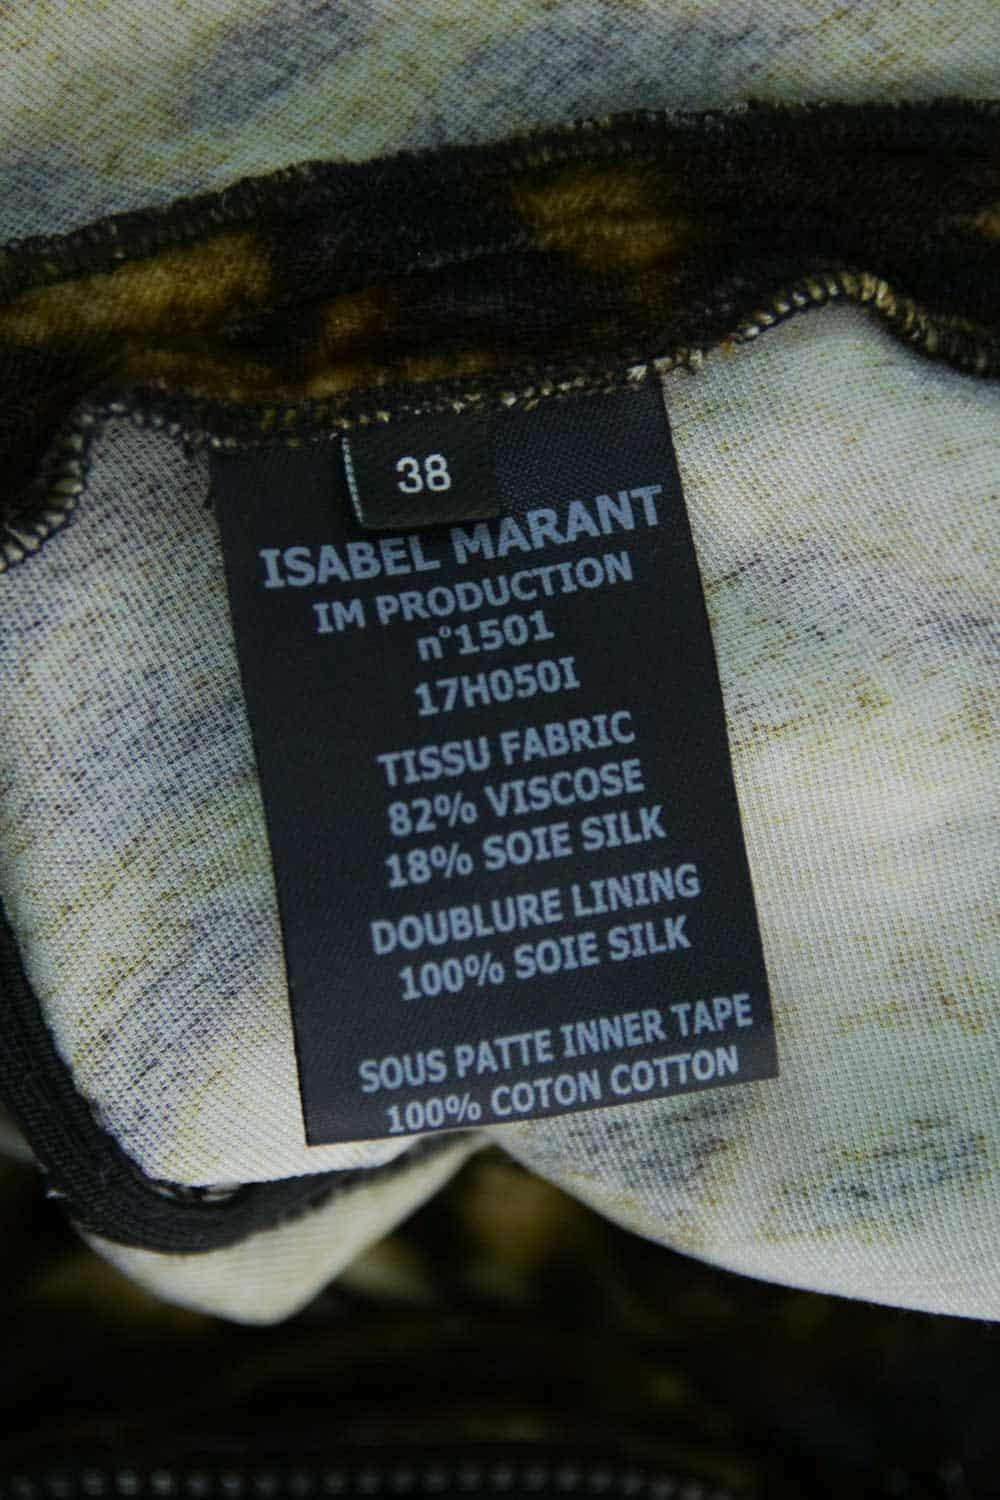 38
ISABEL MARANT
IM PRODUCTION
n°1501
17H050I
TISSU FABRIC
82% VISCOSE
18% SOIE SILK
DOUBLURE LINING
100% SOIE SILK
SOUS PATTE INNER TAPE
100% COTON COTTON